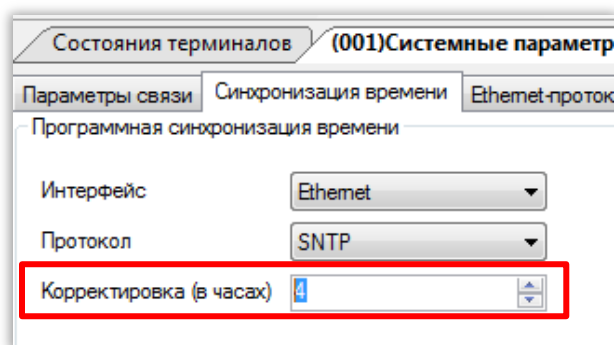 Состояния терминалов (001)Системные параметр
Параметры связи Синхронизация времени Ethernet-проток
Программная синхронизация времени
Интерфейс Ethernet
Протокол SNTP
Корректировка (в часах) 4